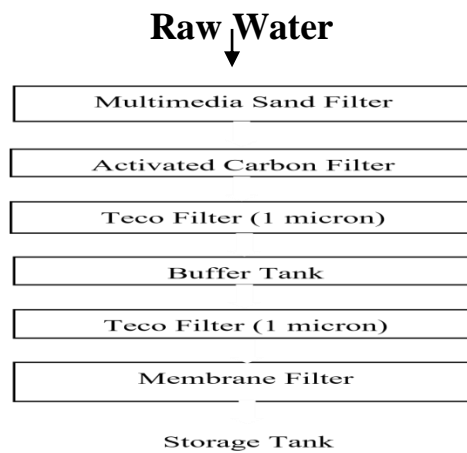 Raw Water
Multimedia Sand Filter
Activated Carbon Filter
Teco Filter (1 micron)
Buffer Tank
Teco Filter (1 micron)
Membrane Filter
Storage Tank